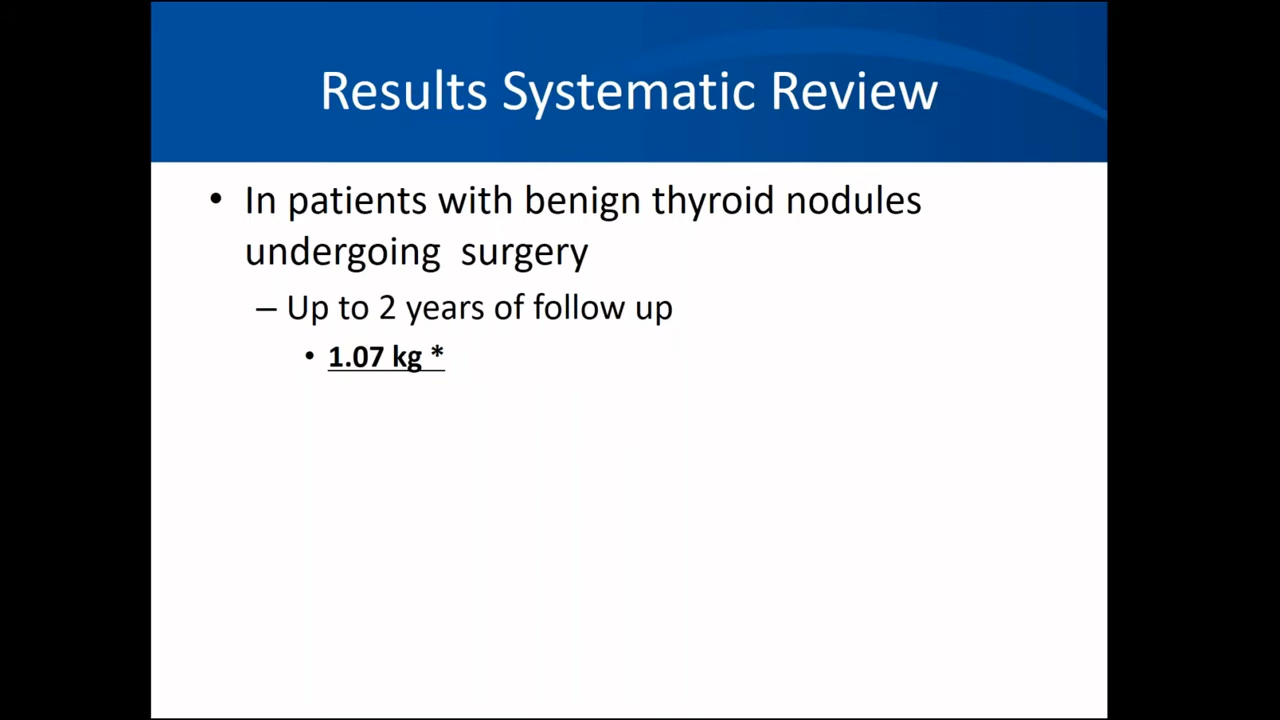 Results Systematic Review
• In patients with benign thyroid nodules
undergoing  surgery
– Up to 2 years of follow up
• 1.07 kg *